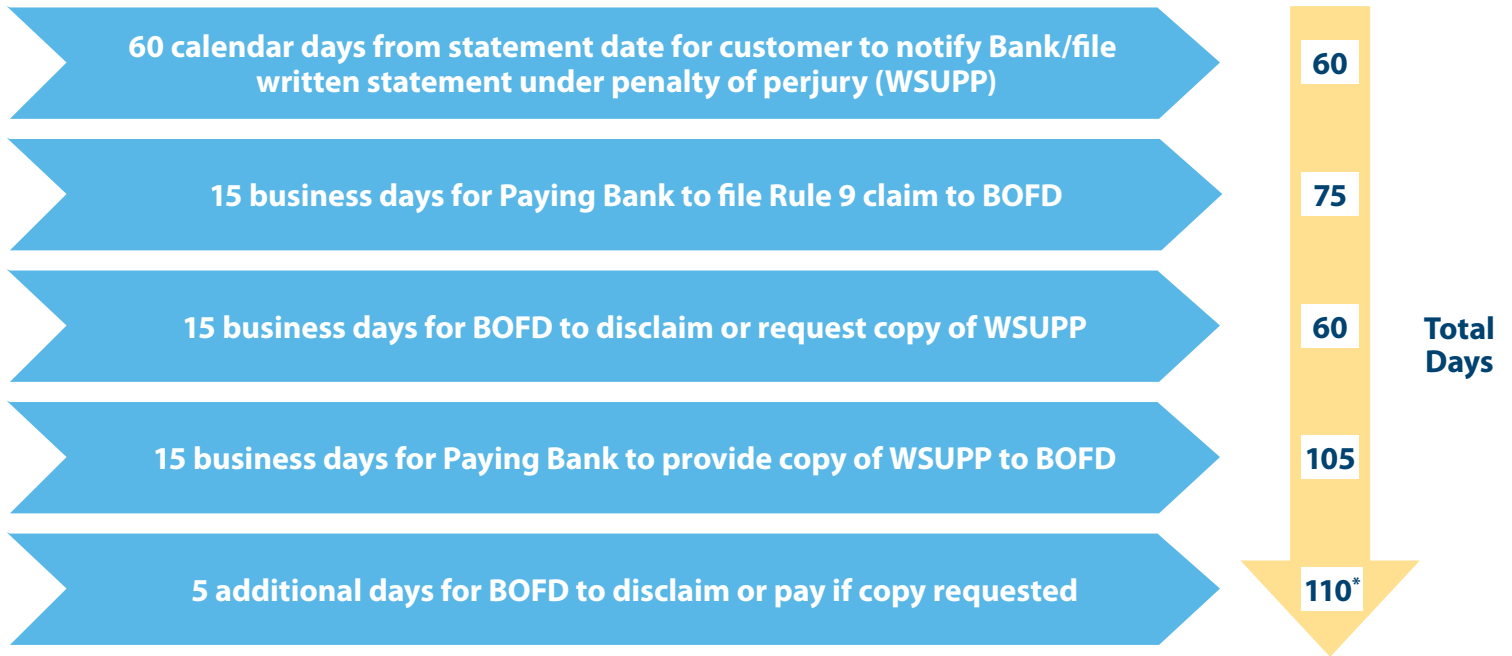 60 calendar days from statement date for customer to notify Bank/file
written statement under penalty of perjury (WSUPP)
60
15 business days for Paying Bank to file Rule 9 claim to BOFD
75
15 business days for BOFD to disclaim or request copy of WSUPP
60
Total
Days
15 business days for Paying Bank to provide copy of WSUPP to BOFD
105
5 additional days for BOFD to disclaim or pay if copy requested
110*